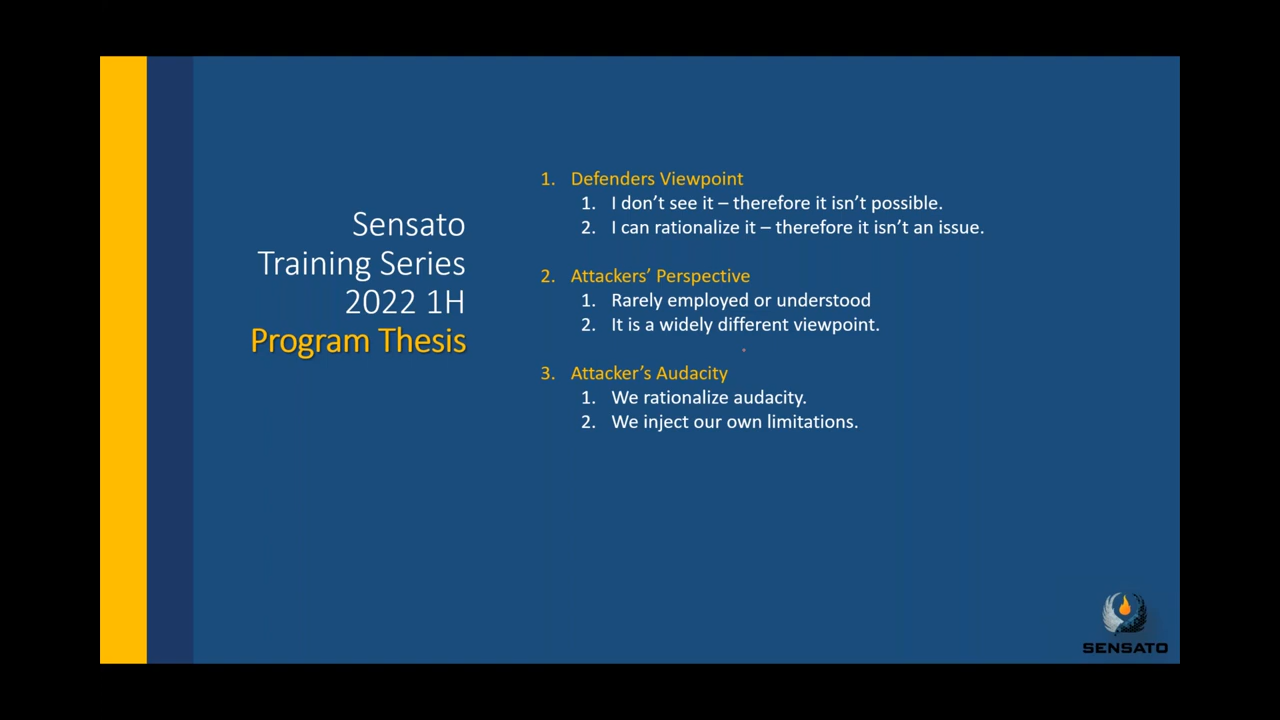 Sensato
Training Series
2022 1H
Program Thesis
1. Defenders Viewpoint
1. I don’t see it – therefore it isn’t possible.
2. I can rationalize it – therefore it isn’t an issue.
2. Attackers’ Perspective
1. Rarely employed or understood
2. It is a widely different viewpoint.
3. Attacker’s Audacity
1. We rationalize audacity.
2. We inject our own limitations.
SENSATO